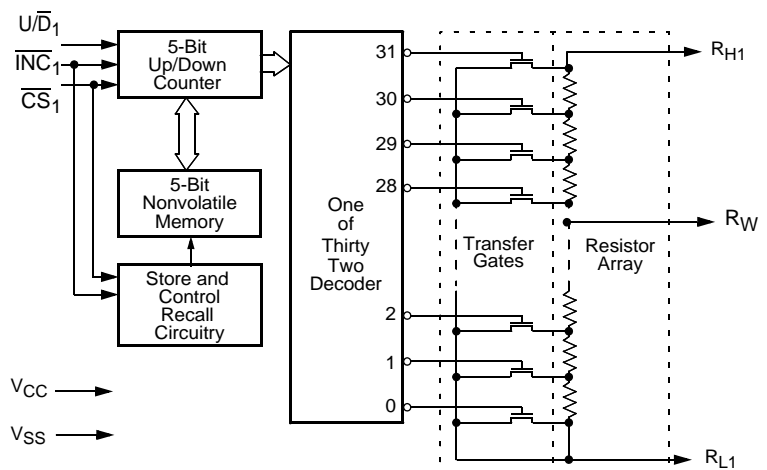 U/D̅1
I̅N̅C̅1
C̅S̅1
5-Bit
Up/Down
Counter
5-Bit
Nonvolatile
Memory
Store and
Control
Recall
Circuitry
VCC
VSS
One
of
Thirty
Two
Decoder
31
30
29
28
2
1
0
Transfer
Gates
Resistor
Array
RH1
RW
RL1